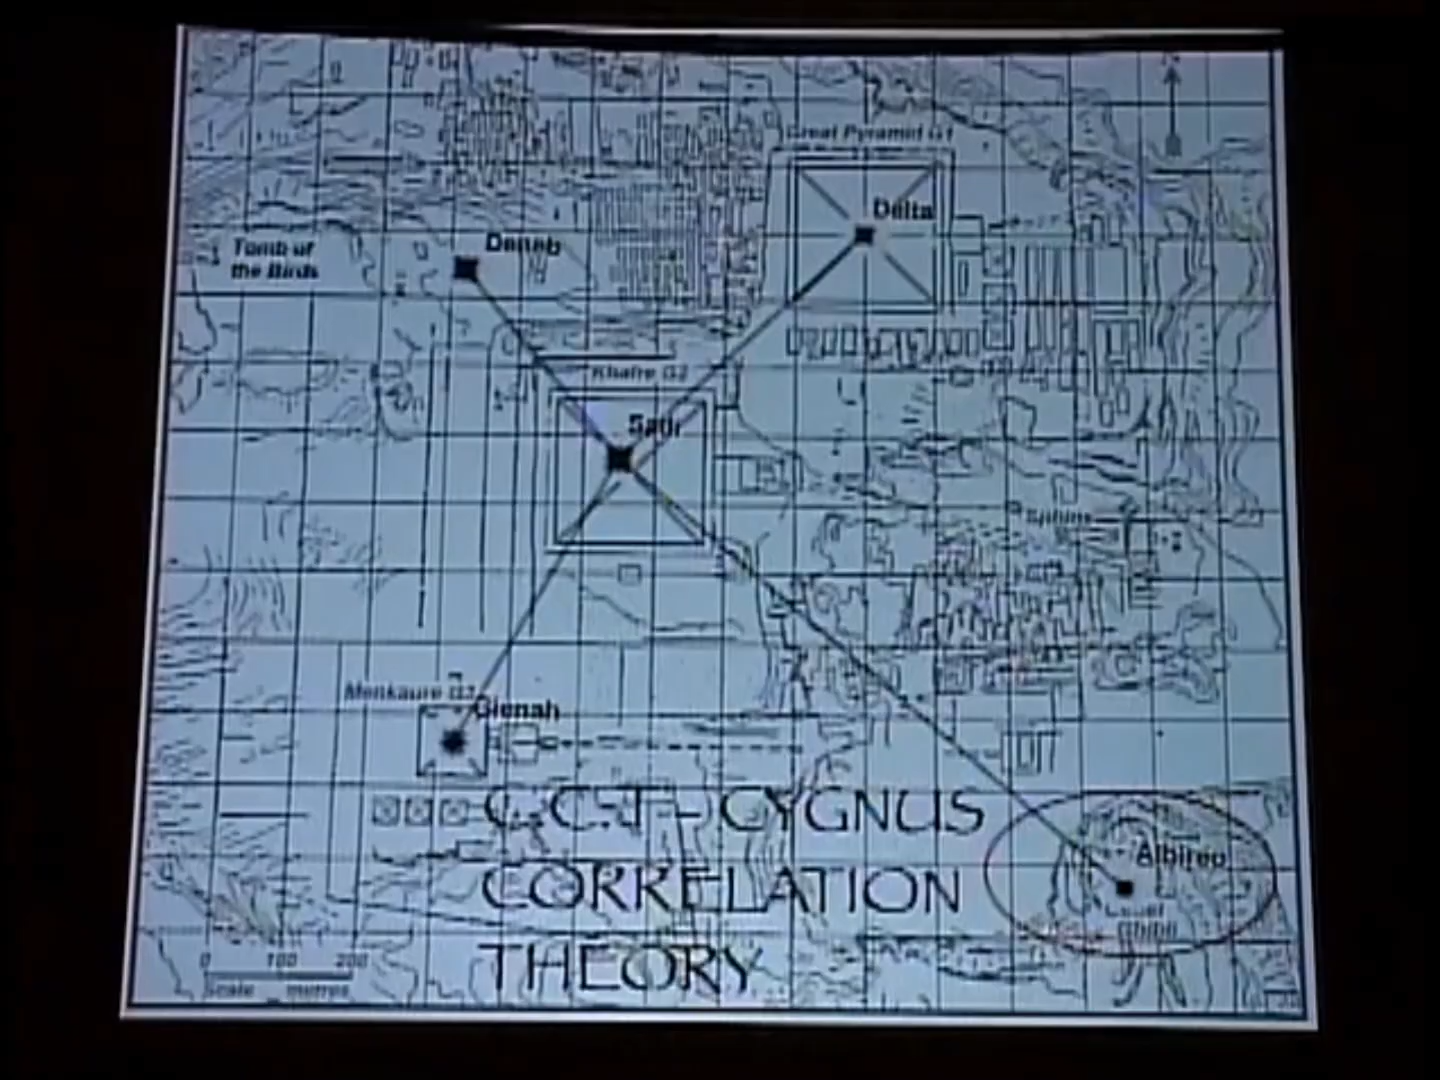 Great Pyramid G1
Delta
Tomb of
the Birds
Deneb
Khafre G2
Sadr
Sphinx
Menkaure G3
Gienah
C.C.T - CYGNUS
CORRELATION
THEORY
Albireo
Ghibli
0 100 200
Scale metres